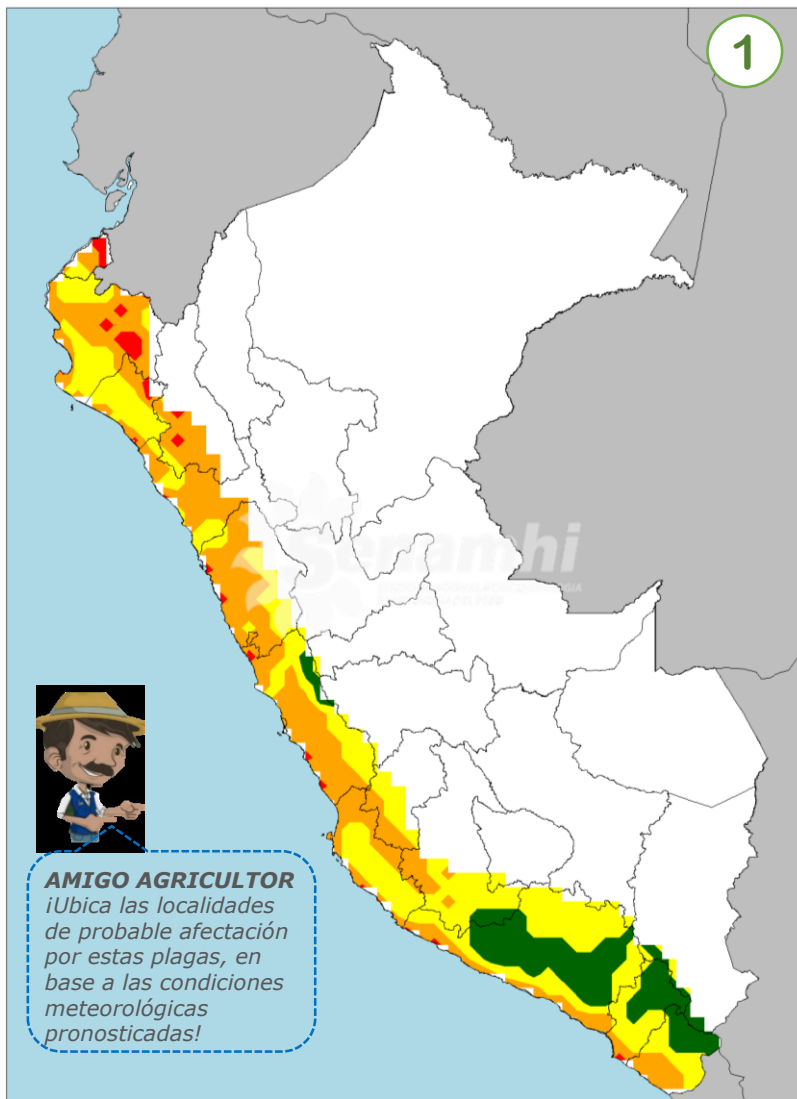 1
Senamhi
AMIGO AGRICULTOR
¡Ubica las localidades
de probable afectación
por estas plagas, en
base a las condiciones
meteorológicas
pronosticadas!